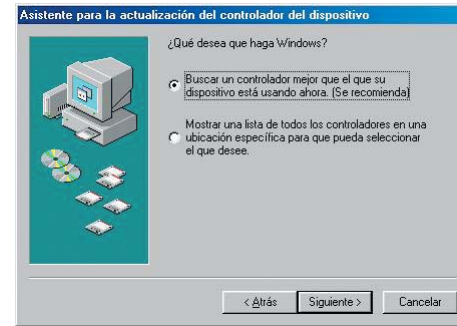 Asistente para la actualización del controlador del dispositivo
¿Qué desea que haga Windows?
Buscar un controlador mejor que el que su
dispositivo está usando ahora. (Se recomienda)
Mostrar una lista de todos los controladores en una
ubicación específica para que pueda seleccionar
el que desee.
< Atrás
Siguiente >
Cancelar